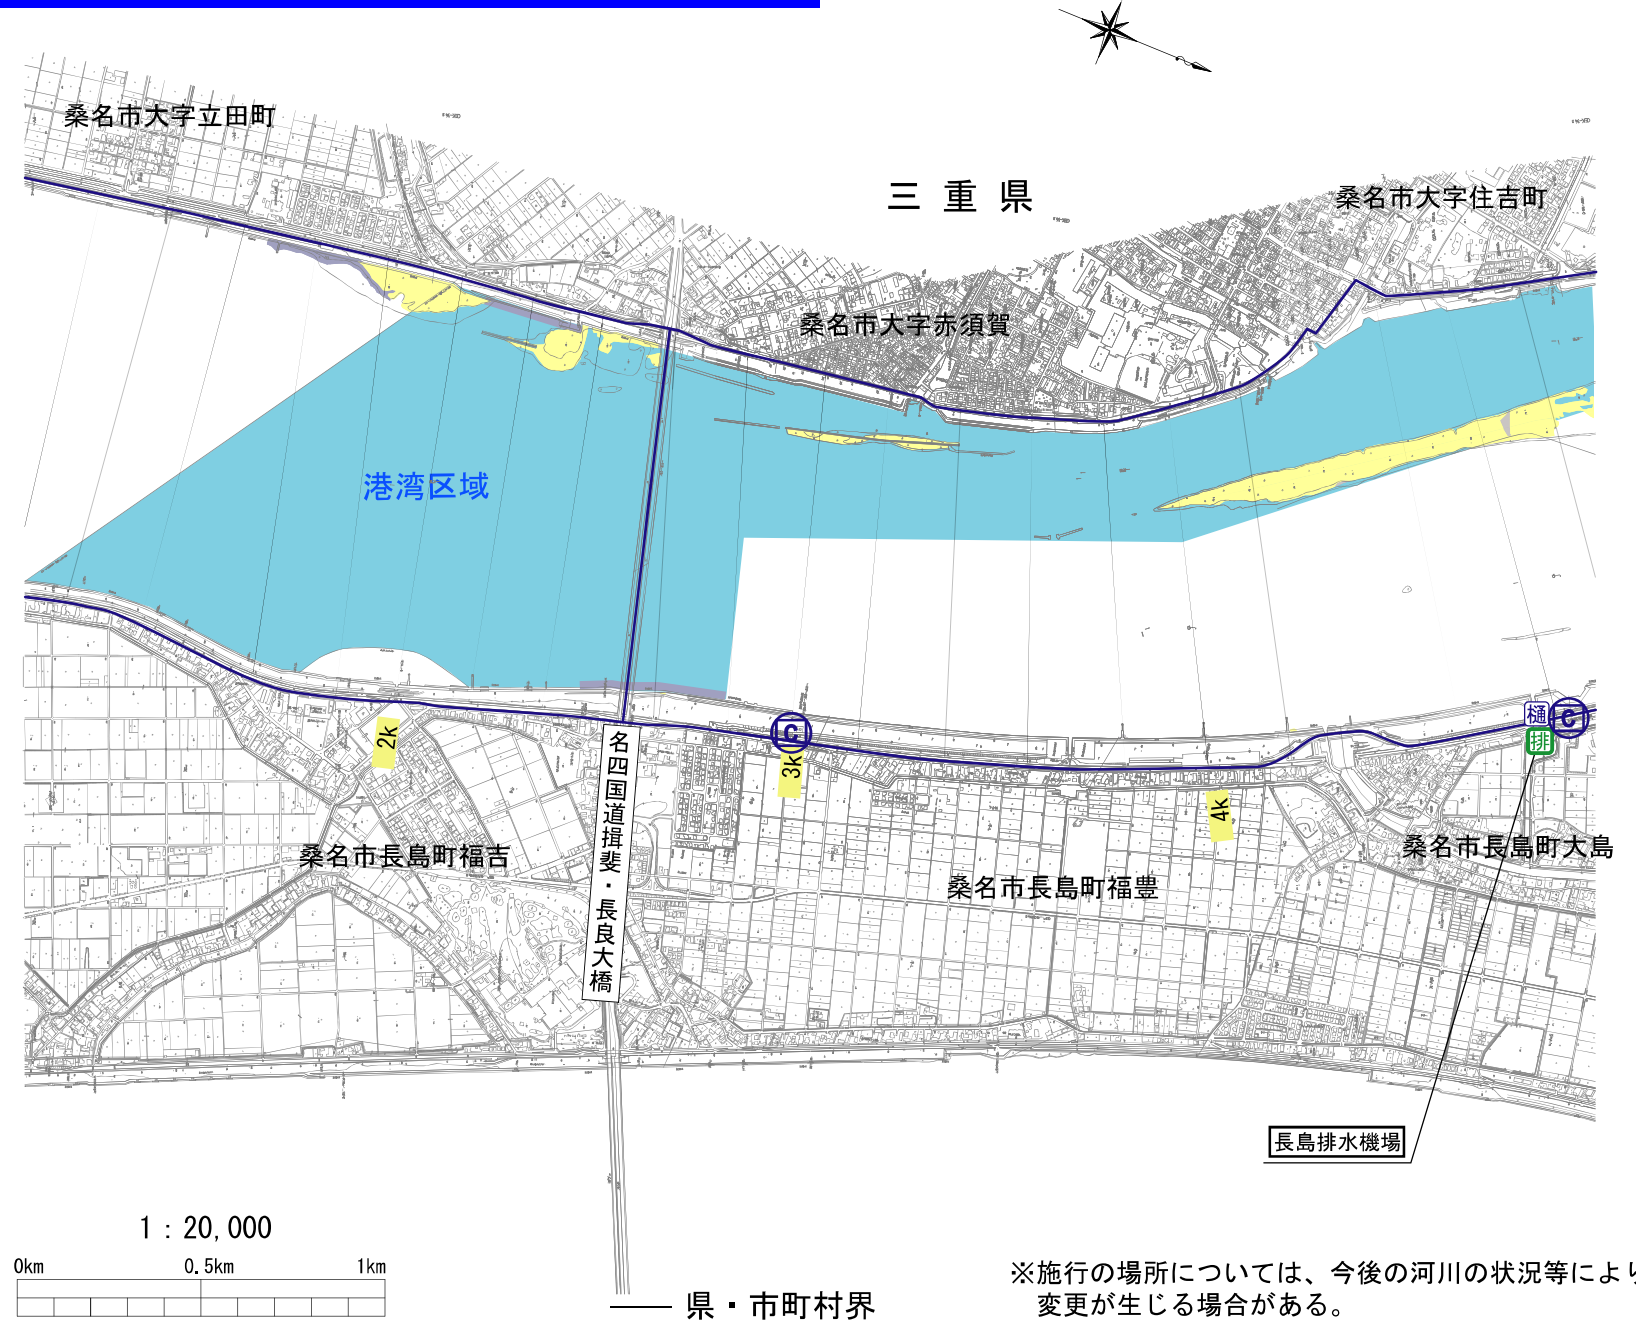 桑名市大字立田町
三重県
桑名市大字住吉町
桑名市大字赤須賀
港湾区域
2k
C
3k
4k
樋
C
排
名四国道揖斐・長良大橋
桑名市長島町福吉
桑名市長島町福豊
桑名市長島町大島
長島排水機場
1：20,000
0km 0.5km 1km
県・市町村界
※施行の場所については、今後の河川の状況等により
変更が生じる場合がある。